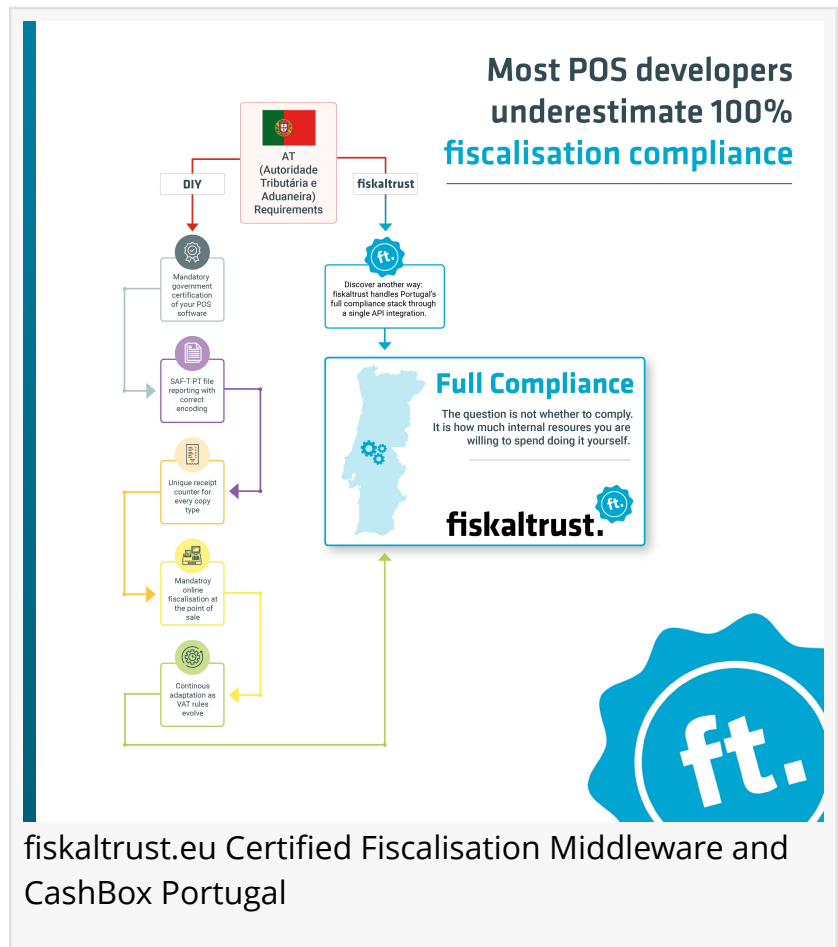 Most POS developers
underestimate 100%
fiscalisation compliance
AT
(Autoridade
Tributária e
Aduaneira)
Requirements
DIY
fiskaltrust
Mandatory
government
certification
of your POS
software
SAF-T PT file
reporting with
correct
encoding
Unique receipt
counter for
every copy
type
Mandatroy
online
fiscalisation at
the point of
sale
Continous
adaptation as
VAT rules
evolve
ft.
Discover another way:
fiskaltrust handles Portugal's
full compliance stack through
a single API integration.
Full Compliance
The question is not whether to comply.
It is how much internal resoures you are
willing to spend doing it yourself.
ft.
fiskaltrust.
ft.
fiskaltrust.eu Certified Fiscalisation Middleware and
CashBox Portugal